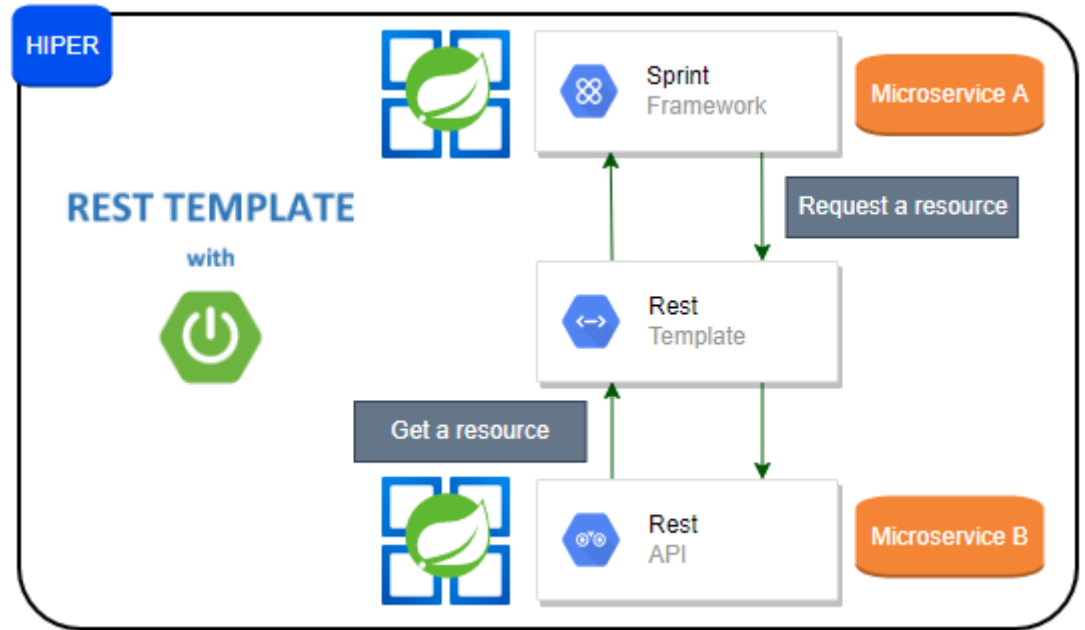 HIPER
Sprint
Framework
Microservice A
REST TEMPLATE
with
Request a resource
Rest
Template
Get a resource
Rest
API
Microservice B